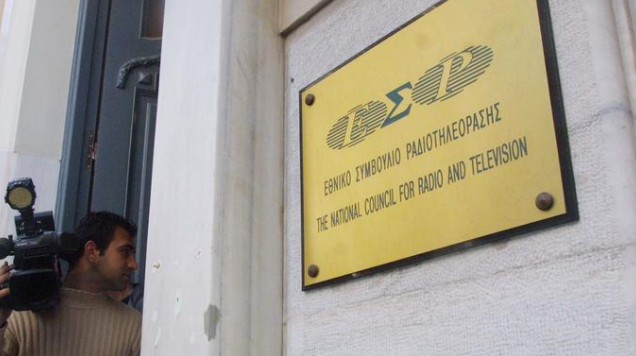 ΕΣΡ
ΕΘΝΙΚΟ ΣΥΜΒΟΥΛΙΟ ΡΑΔΙΟΤΗΛΕΟΡΑΣΗΣ
THE NATIONAL COUNCIL FOR RADIO AND TELEVISION